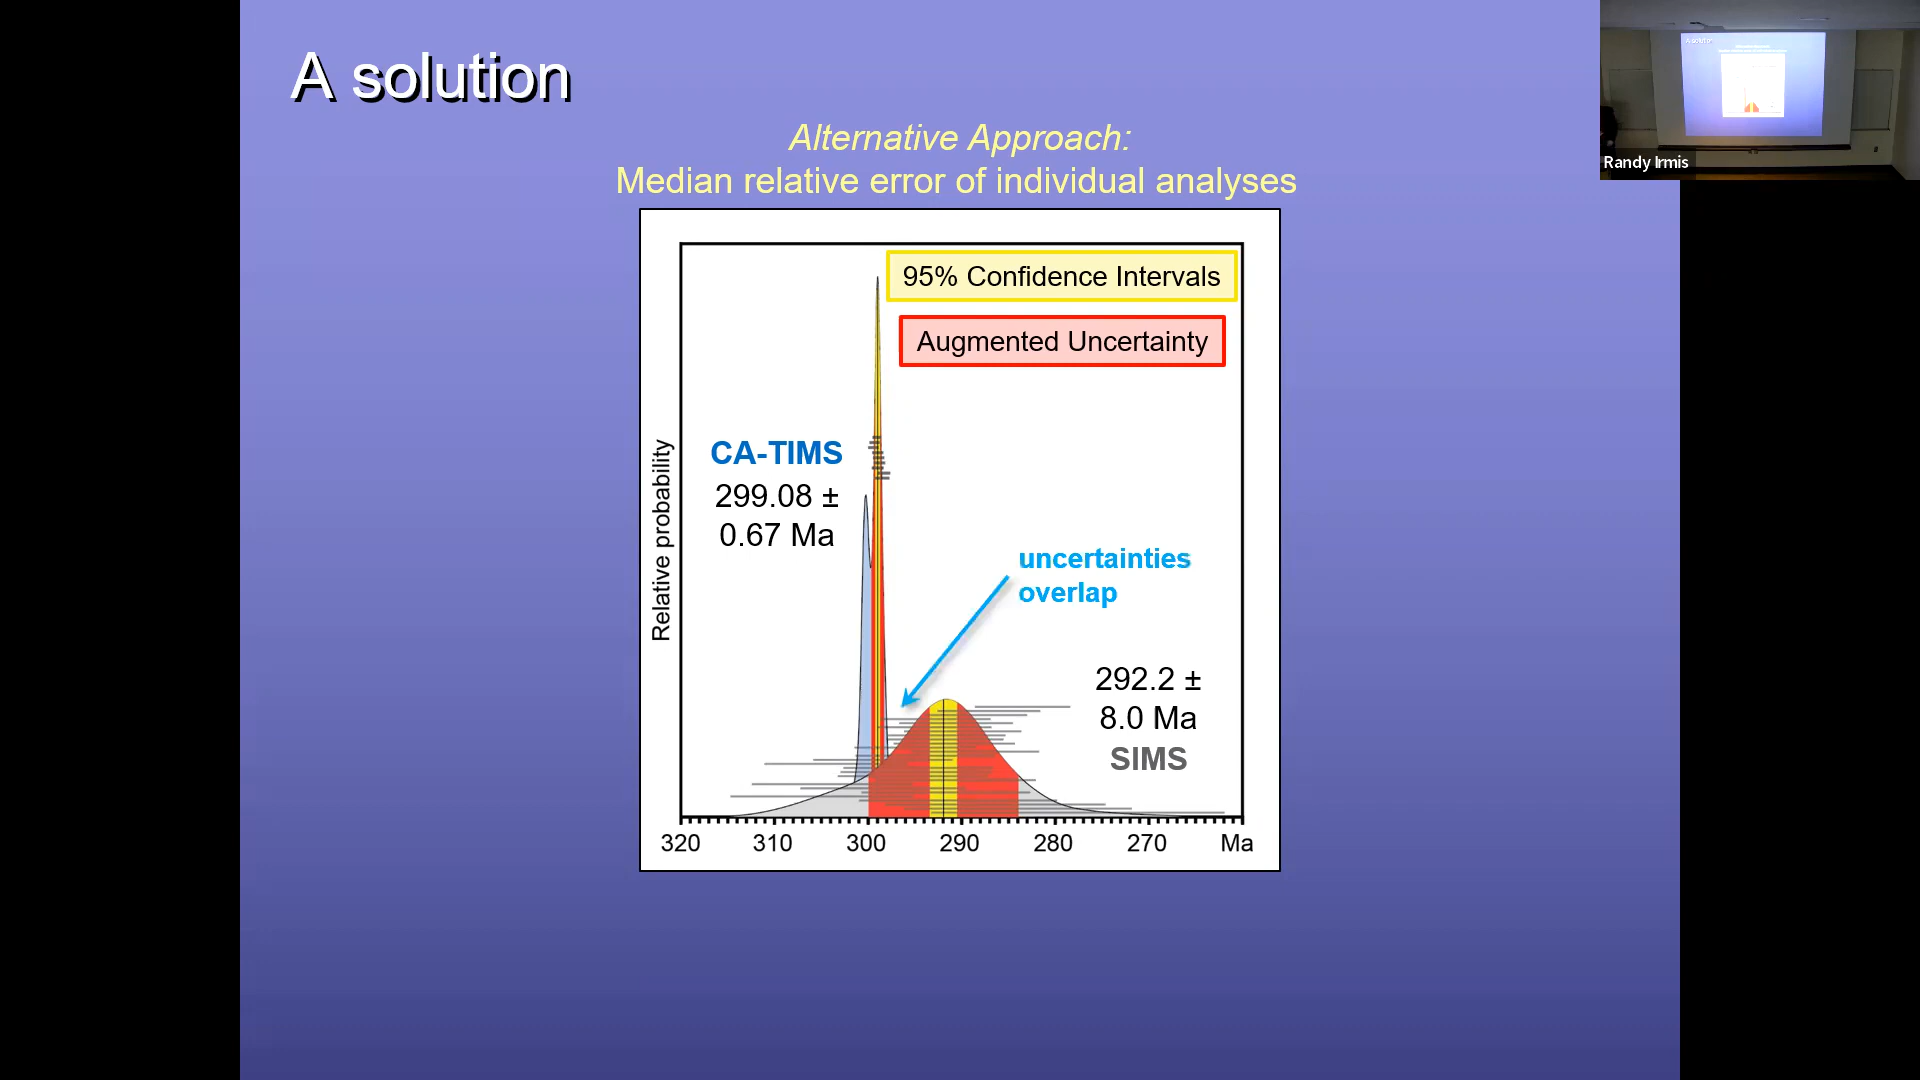 A solution
Alternative Approach:
Median relative error of individual analyses
95% Confidence Intervals
Augmented Uncertainty
CA-TIMS
299.08 ±
0.67 Ma
uncertainties
overlap
292.2 ±
8.0 Ma
SIMS
Relative probability
320 310 300 290 280 270 Ma
Randy Irmis
A solution